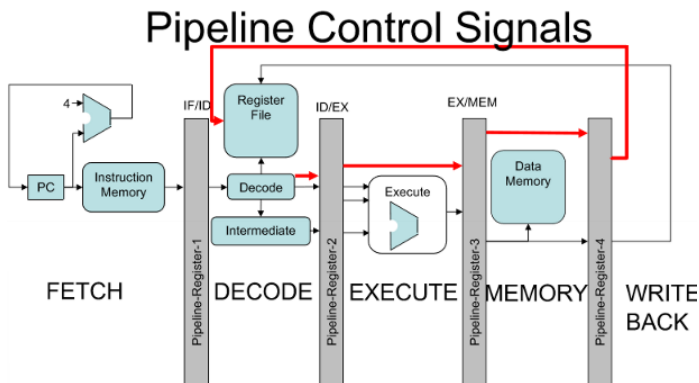 Pipeline Control Signals
4
IF/ID
Register
File
ID/EX
EX/MEM
PC
Instruction
Memory
Decode
Intermediate
Execute
Data
Memory
Pipeline-Register-1
Pipeline-Register-2
Pipeline-Register-3
Pipeline-Register-4
FETCH
DECODE
EXECUTE
MEMORY
WRITE
BACK